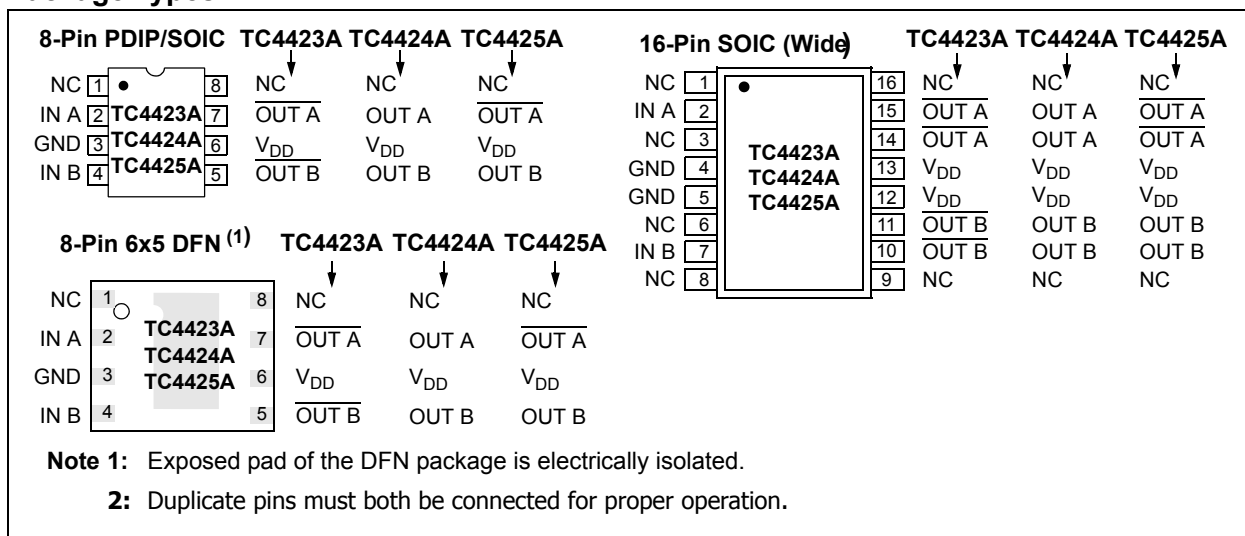 8-Pin PDIP/SOIC TC4423A TC4424A TC4425A
NC 1 8 NC NC NC
IN A 2 TC4423A 7 OUT A OUT A OUT A
GND 3 TC4424A 6 VDD VDD VDD
IN B 4 TC4425A 5 OUT B OUT B OUT B
8-Pin 6x5 DFN (1) TC4423A TC4424A TC4425A
NC 1 8 NC NC NC
IN A 2 TC4423A 7 OUT A OUT A OUT A
TC4424A
GND 3 TC4425A 6 VDD VDD VDD
IN B 4 5 OUT B OUT B OUT B
16-Pin SOIC (Wide) TC4423A TC4424A TC4425A
NC 1 16 NC NC NC
IN A 2 15 OUT A OUT A OUT A
NC 3 14 OUT A OUT A OUT A
TC4423A
GND 4 13 VDD VDD VDD
TC4424A
GND 5 TC4425A 12 VDD VDD VDD
NC 6 11 OUT B OUT B OUT B
IN B 7 10 OUT B OUT B OUT B
NC 8 9 NC NC NC
Note 1: Exposed pad of the DFN package is electrically isolated.
2: Duplicate pins must both be connected for proper operation.